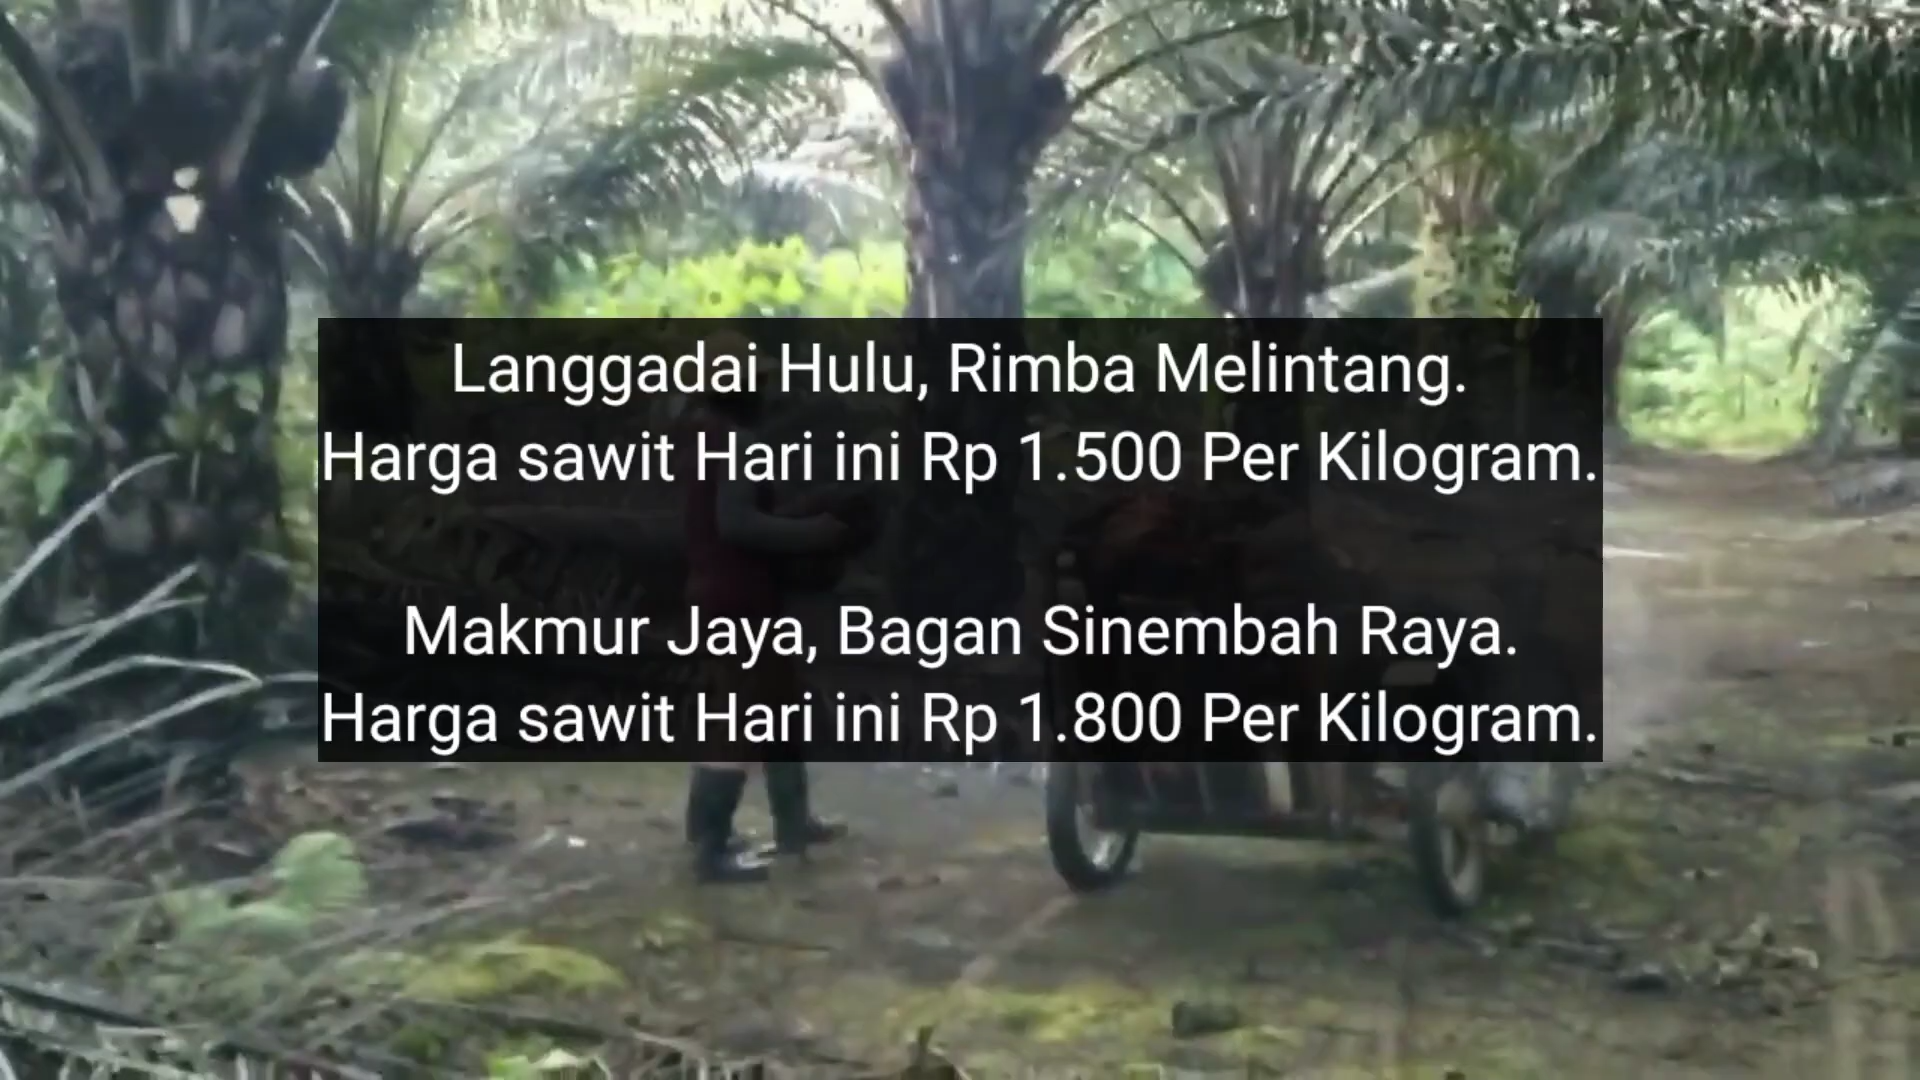 Langgadai Hulu, Rimba Melintang.
Harga sawit Hari ini Rp 1.500 Per Kilogram.
Makmur Jaya, Bagan Sinembah Raya.
Harga sawit Hari ini Rp 1.800 Per Kilogram.